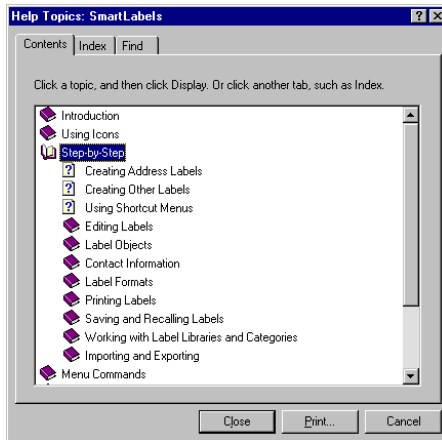 Help Topics: SmartLabels
Contents Index Find
Click a topic, and then click Display. Or click another tab, such as Index.
Introduction
Using Icons
Step-by-Step
Creating Address Labels
Creating Other Labels
Using Shortcut Menus
Editing Labels
Label Objects
Contact Information
Label Formats
Printing Labels
Saving and Recalling Labels
Working with Label Libraries and Categories
Importing and Exporting
Menu Commands
Close Print... Cancel